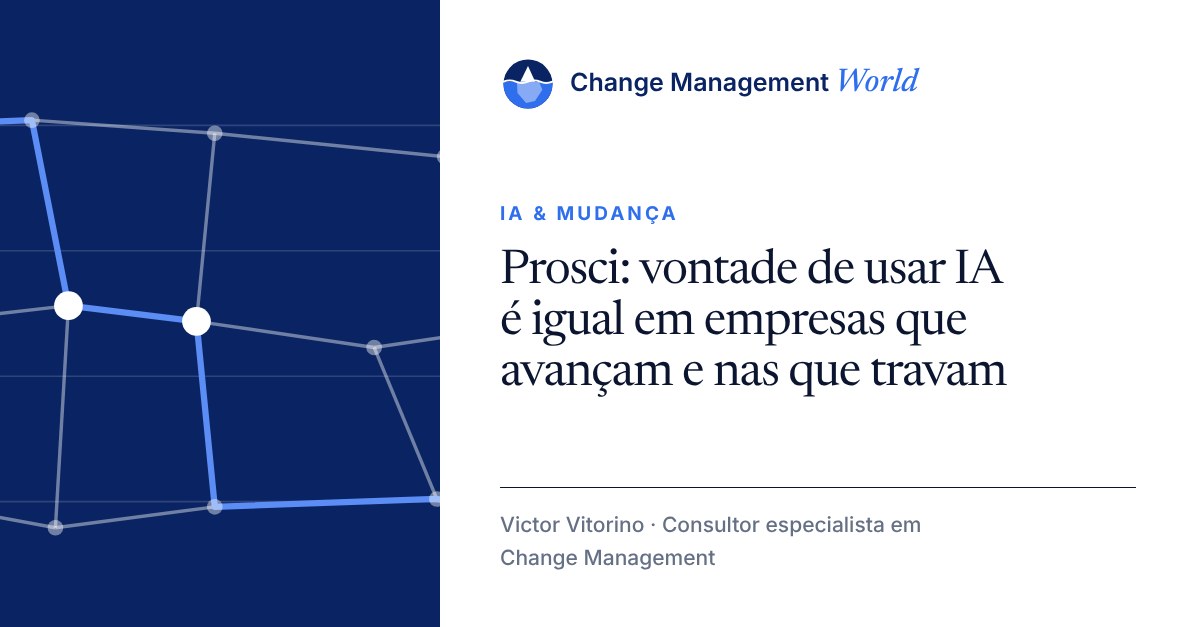 Change Management World
IA & MUDANÇA
Prosci: vontade de usar IA
é igual em empresas que
avançam e nas que travam
Victor Vitorino · Consultor especialista em
Change Management